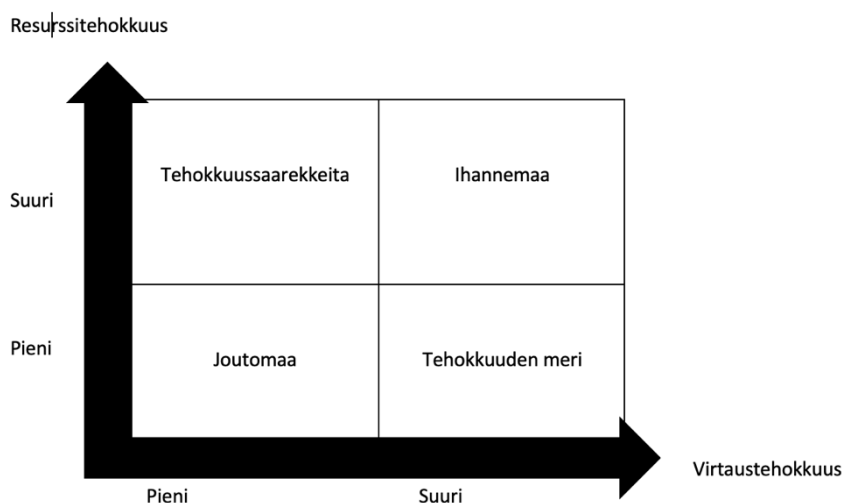 Resurssitehokkuus
Tehokkuussaarekkeita
Ihannemaa
Suuri
Pieni
Joutomaa
Tehokkuuden meri
Virtaustehokkuus
Pieni
Suuri